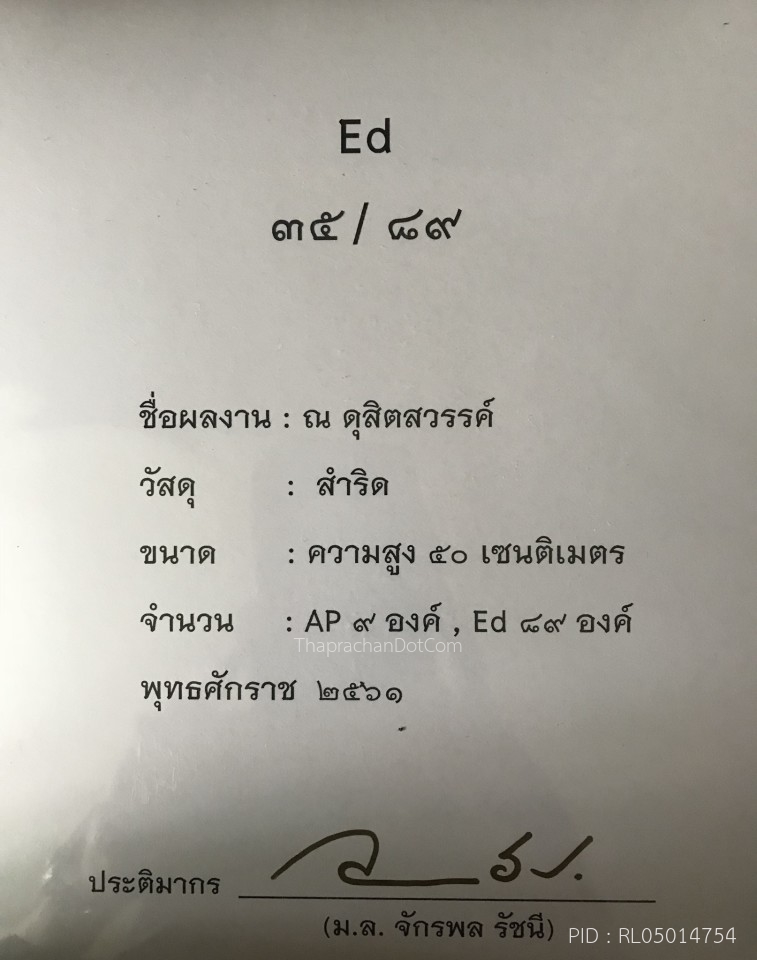 Ed
๓๕/ ๘๙
ชื่อผลงาน : ณ ดุสิตสวรรค์
วัสดุ : สำริด
ขนาด : ความสูง ๕๐ เซนติเมตร
จำนวน : AP ๙ องค์ , Ed ๘๙ องค์
ThaprachanDotCom
พุทธศักราช ๒๕๖๑
ประติมากร
(ม.ล. จักรพล รัชนี)
PID : RL05014754